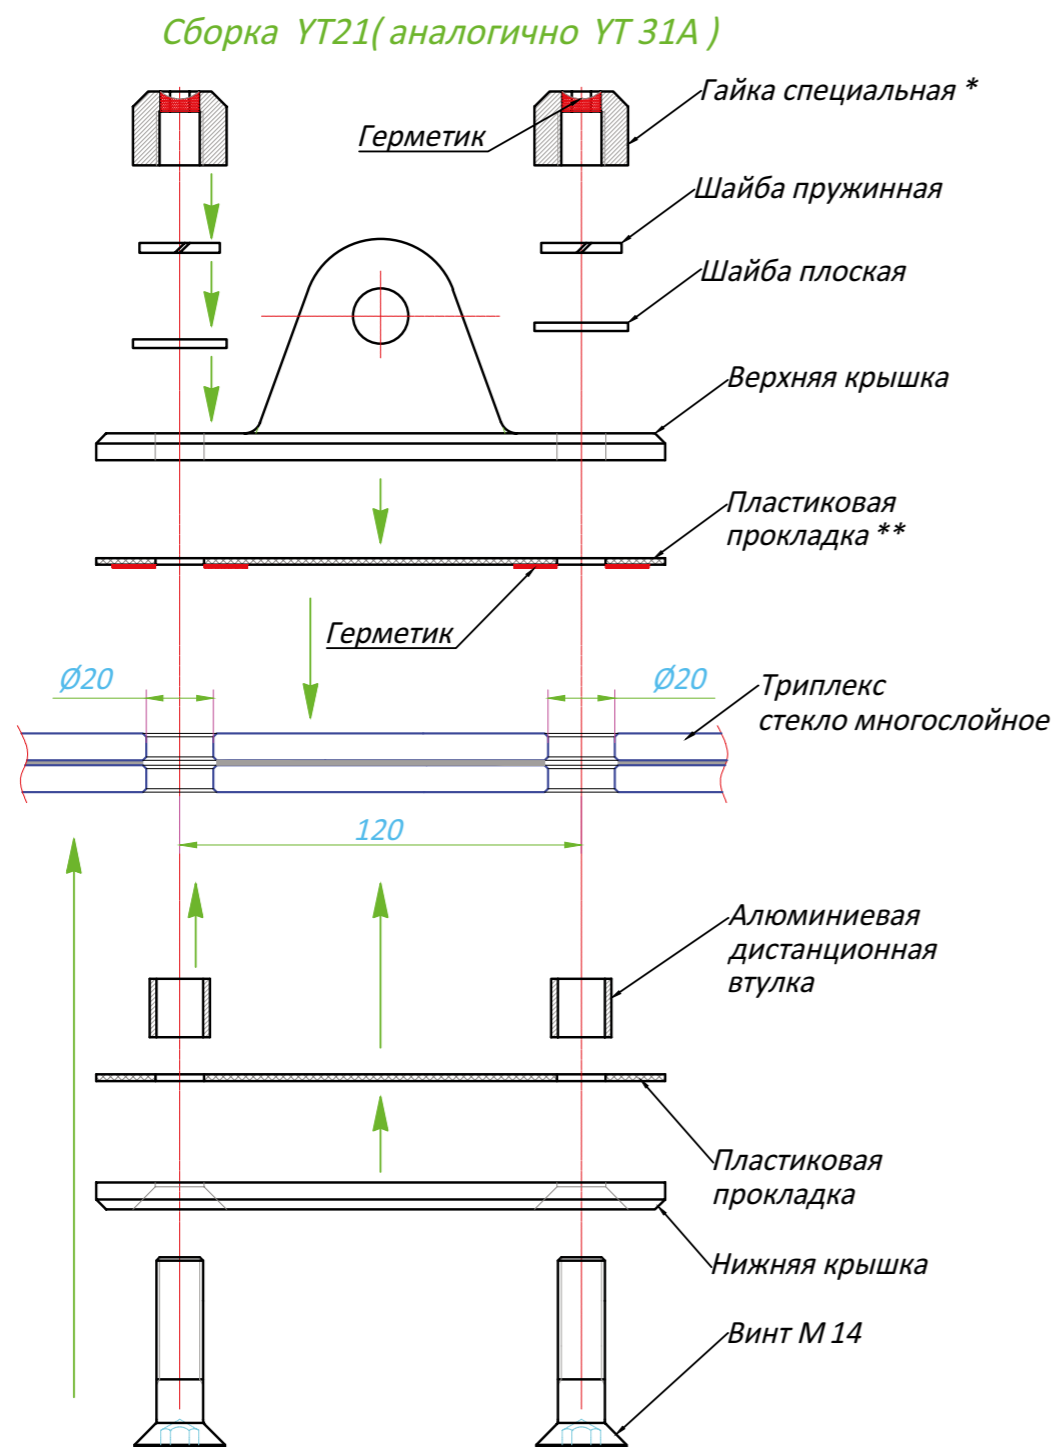 Сборка YT21( аналогично YT 31А )
Гайка специальная *
Герметик
Шайба пружинная
Шайба плоская
Верхняя крышка
Пластиковая
прокладка **
Герметик
Ø20
Ø20
Триплекс
стекло многослойное
120
Алюминиевая
дистанционная
втулка
Пластиковая
прокладка
Нижняя крышка
Винт М 14